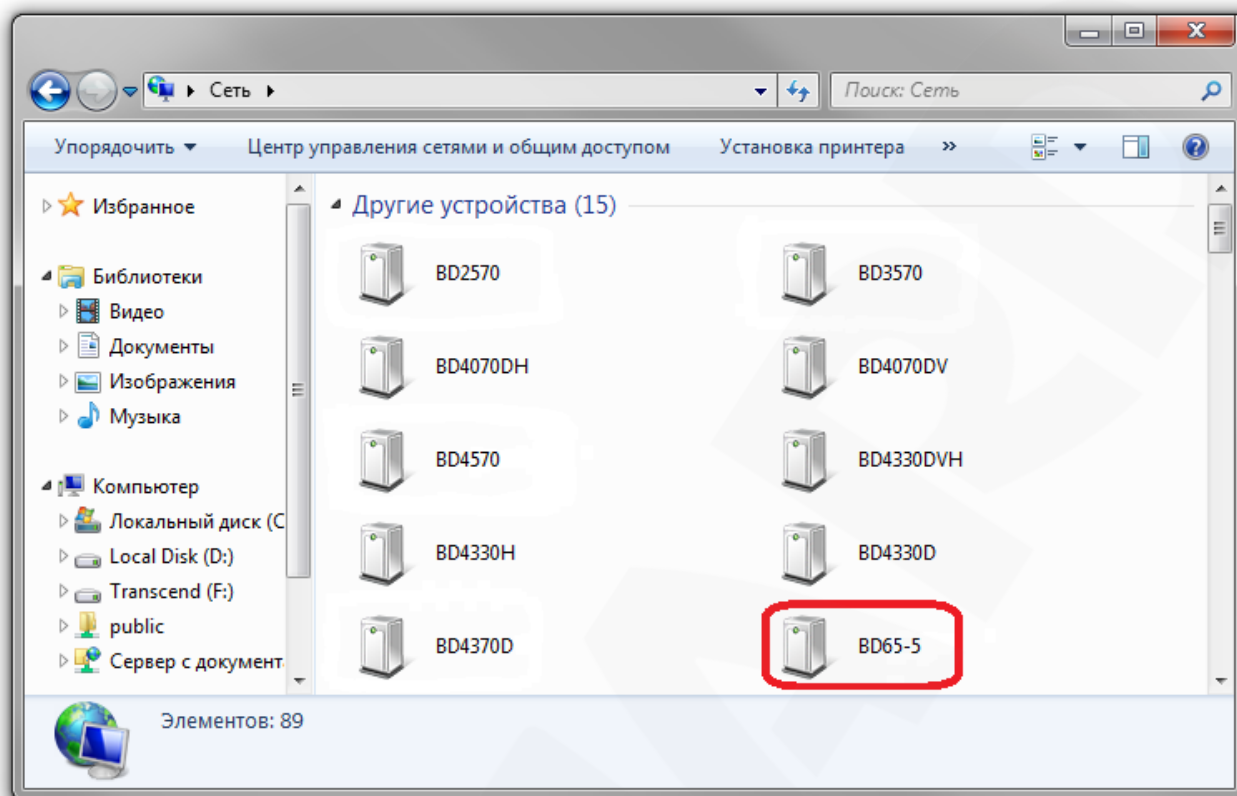 Сеть
Поиск: Сеть
Упорядочить Центр управления сетями и общим доступом Установка принтера »
Избранное
Библиотеки
Видео
Документы
Изображения
Музыка
Компьютер
Локальный диск (C
Local Disk (D:)
Transcend (F:)
public
Сервер с документ
Другие устройства (15)
BD2570 BD3570
BD4070DH BD4070DV
BD4570 BD4330DVH
BD4330H BD4330D
BD4370D BD65-5
Элементов: 89